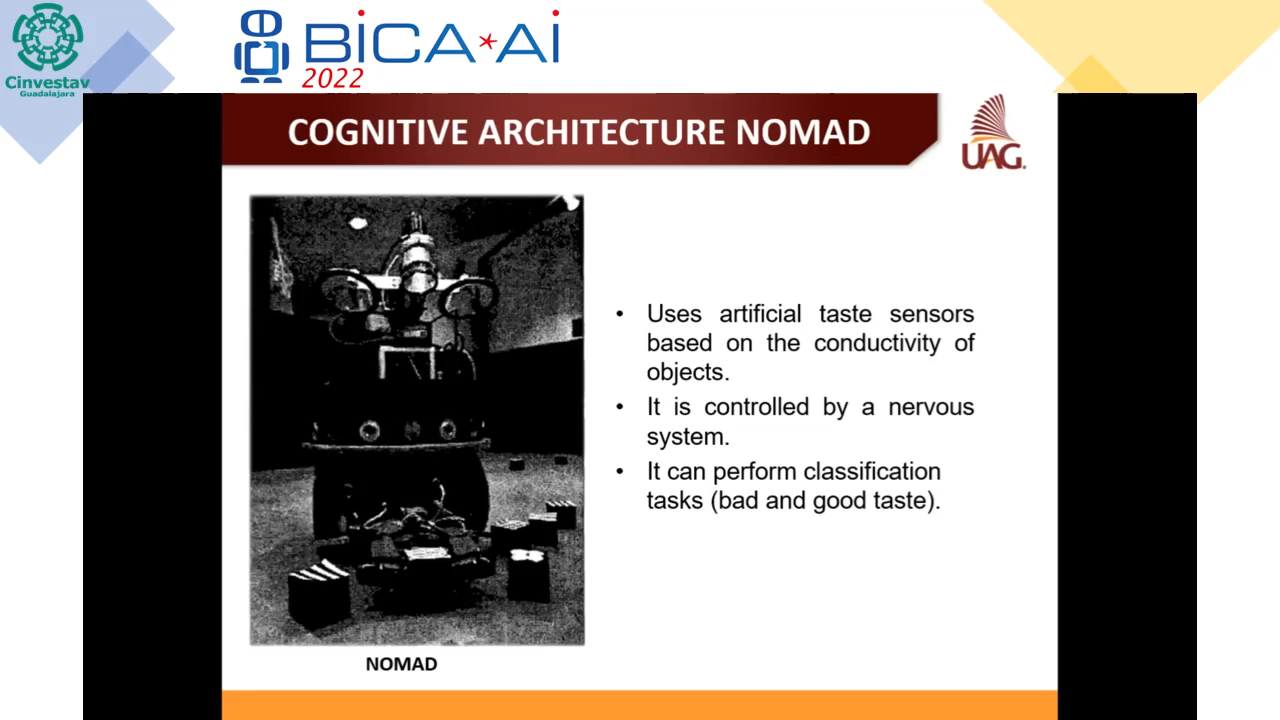 Cinvestav
Guadalajara
BiCA*Ai
2022
COGNITIVE ARCHITECTURE NOMAD
UAG
• Uses artificial taste sensors
based on the conductivity of
objects.
• It is controlled by a nervous
system.
• It can perform classification
tasks (bad and good taste).
NOMAD